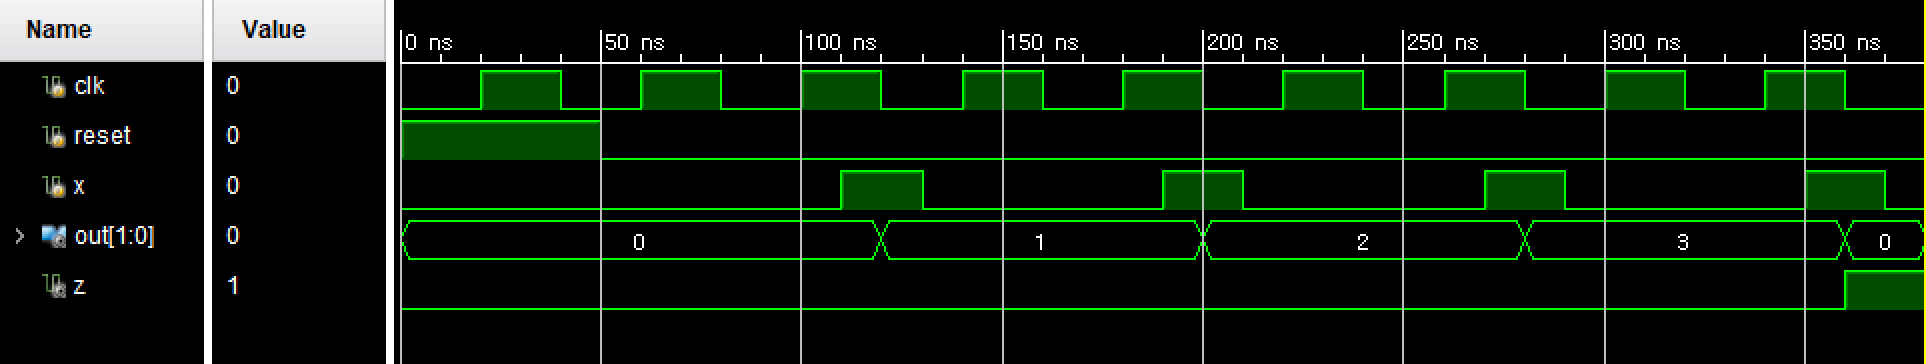 Name Value
0 ns 50 ns 100 ns 150 ns 200 ns 250 ns 300 ns 350 ns
clk 0
reset 0
x 0
out[1:0] 0 0 1 2 3 0
z 1